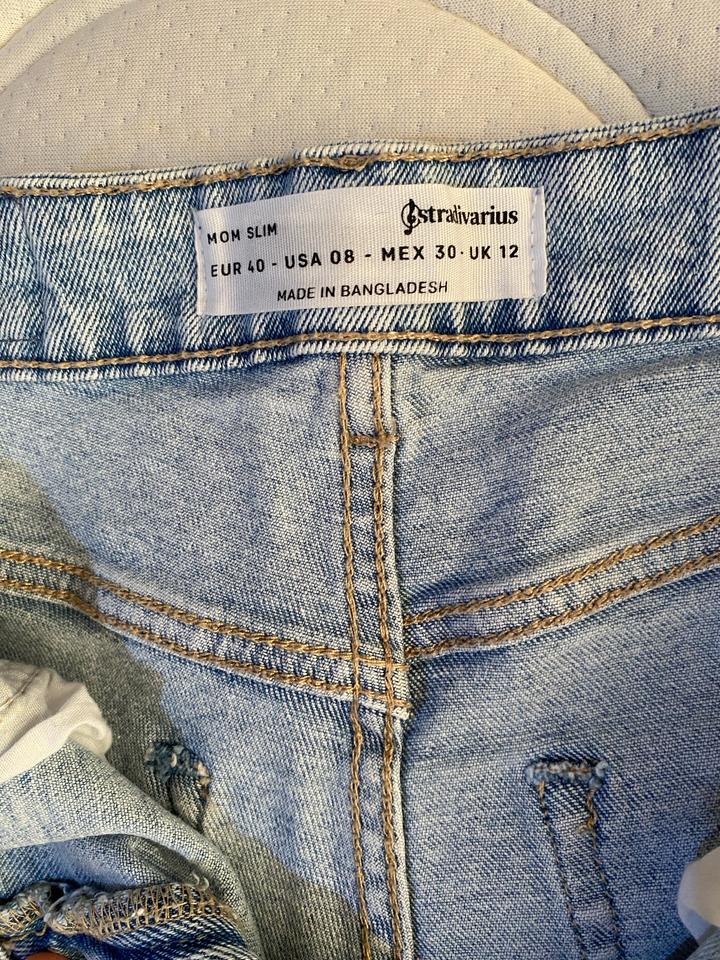 stradivarius
MOM SLIM
EUR 40 - USA 08 - MEX 30 · UK 12
MADE IN BANGLADESH